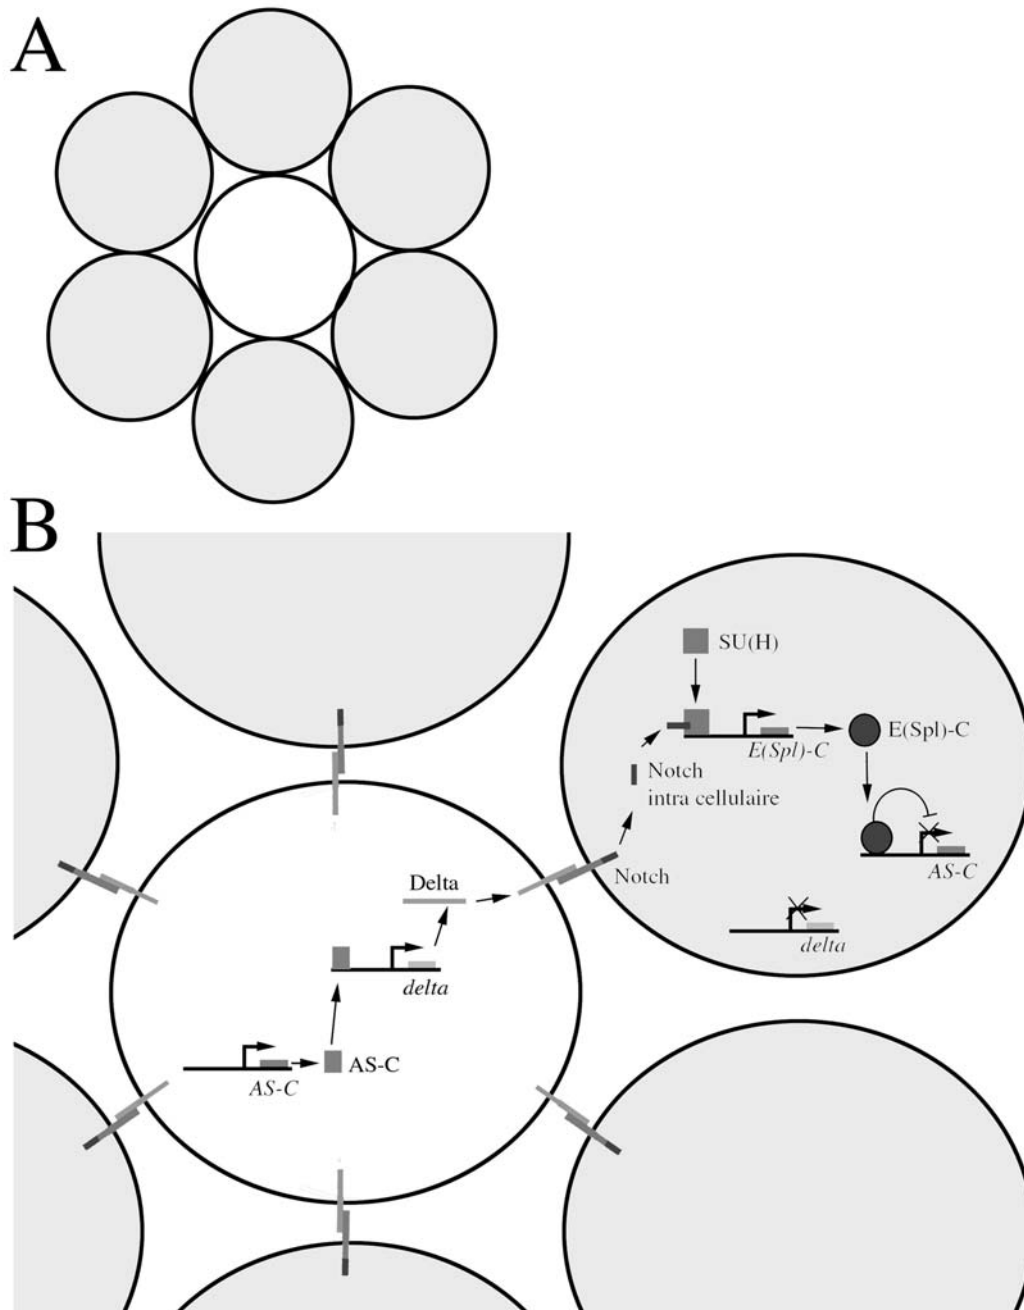 A
B
SU(H)
E(Spl)-C
E(Spl)-C
Notch
intra cellulaire
AS-C
Notch
Delta
delta
delta
AS-C
AS-C